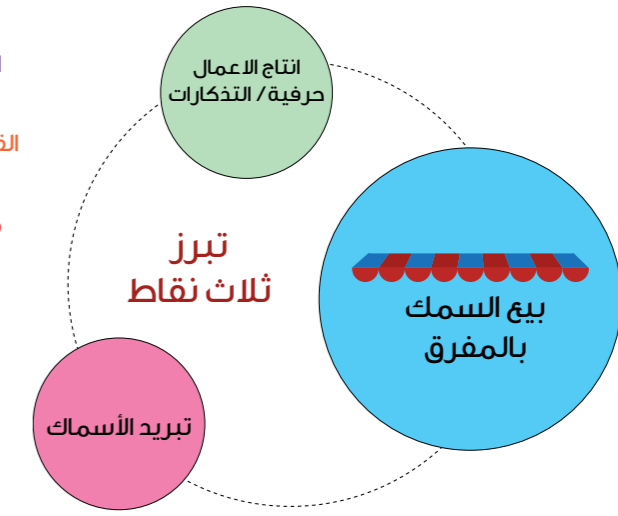 انتاج الاعمال
حرفية / التذكارات
تبرز
ثلاث نقاط
بيع السمك
بالمفرق
تبريد الأسماك